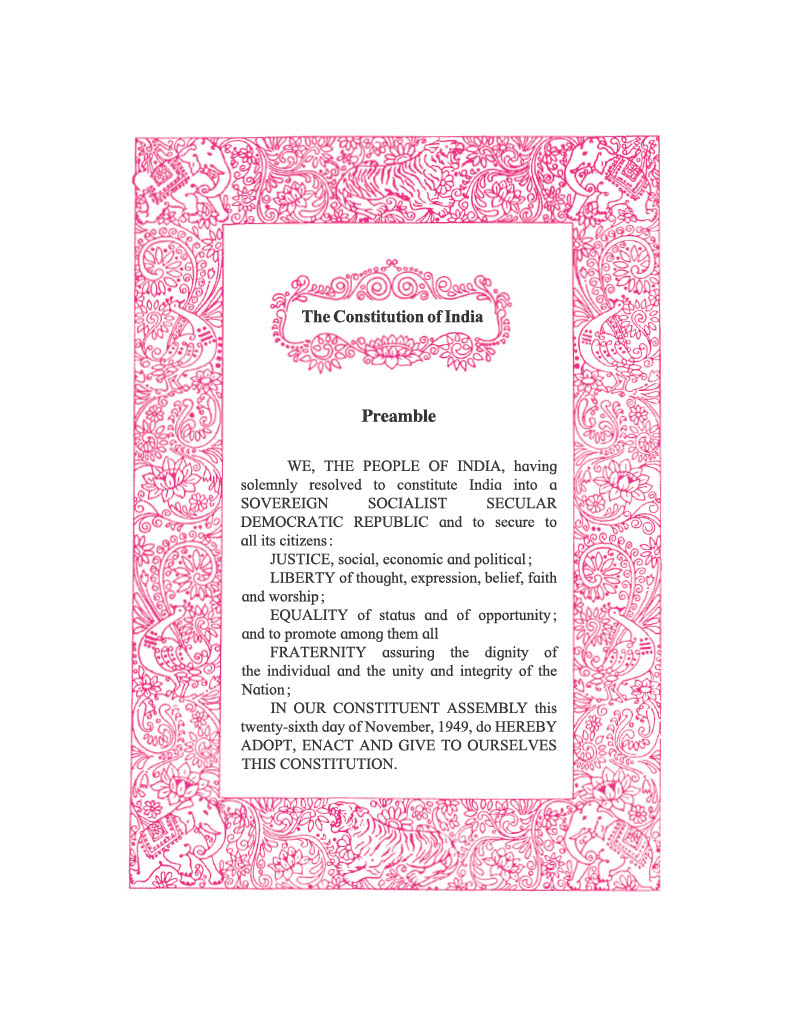 The Constitution of India
Preamble
WE, THE PEOPLE OF INDIA, having
solemnly resolved to constitute India into a
SOVEREIGN SOCIALIST SECULAR
DEMOCRATIC REPUBLIC and to secure to
all its citizens :
JUSTICE, social, economic and political ;
LIBERTY of thought, expression, belief, faith
and worship ;
EQUALITY of status and of opportunity ;
and to promote among them all
FRATERNITY assuring the dignity of
the individual and the unity and integrity of the
Nation ;
IN OUR CONSTITUENT ASSEMBLY this
twenty-sixth day of November, 1949, do HEREBY
ADOPT, ENACT AND GIVE TO OURSELVES
THIS CONSTITUTION.